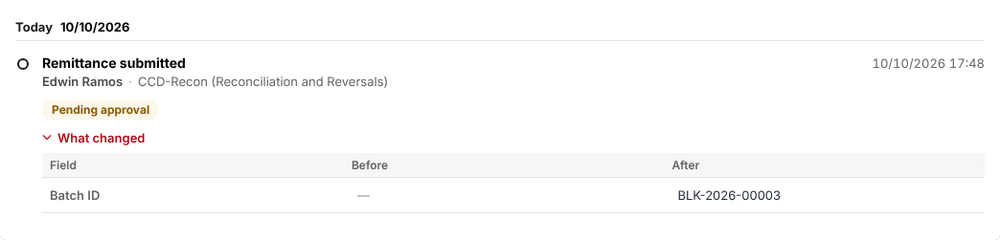 Today 10/10/2026
Remittance submitted 10/10/2026 17:48
Edwin Ramos · CCD-Recon (Reconciliation and Reversals)
Pending approval
What changed
Field Before After
Batch ID — BLK-2026-00003